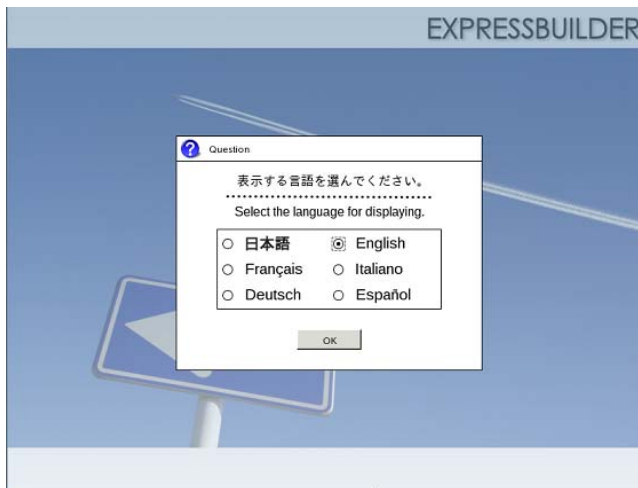 EXPRESSBUILDER
Question
表示する言語を選んでください。
Select the language for displaying.
日本語 English
Français Italiano
Deutsch Español
OK